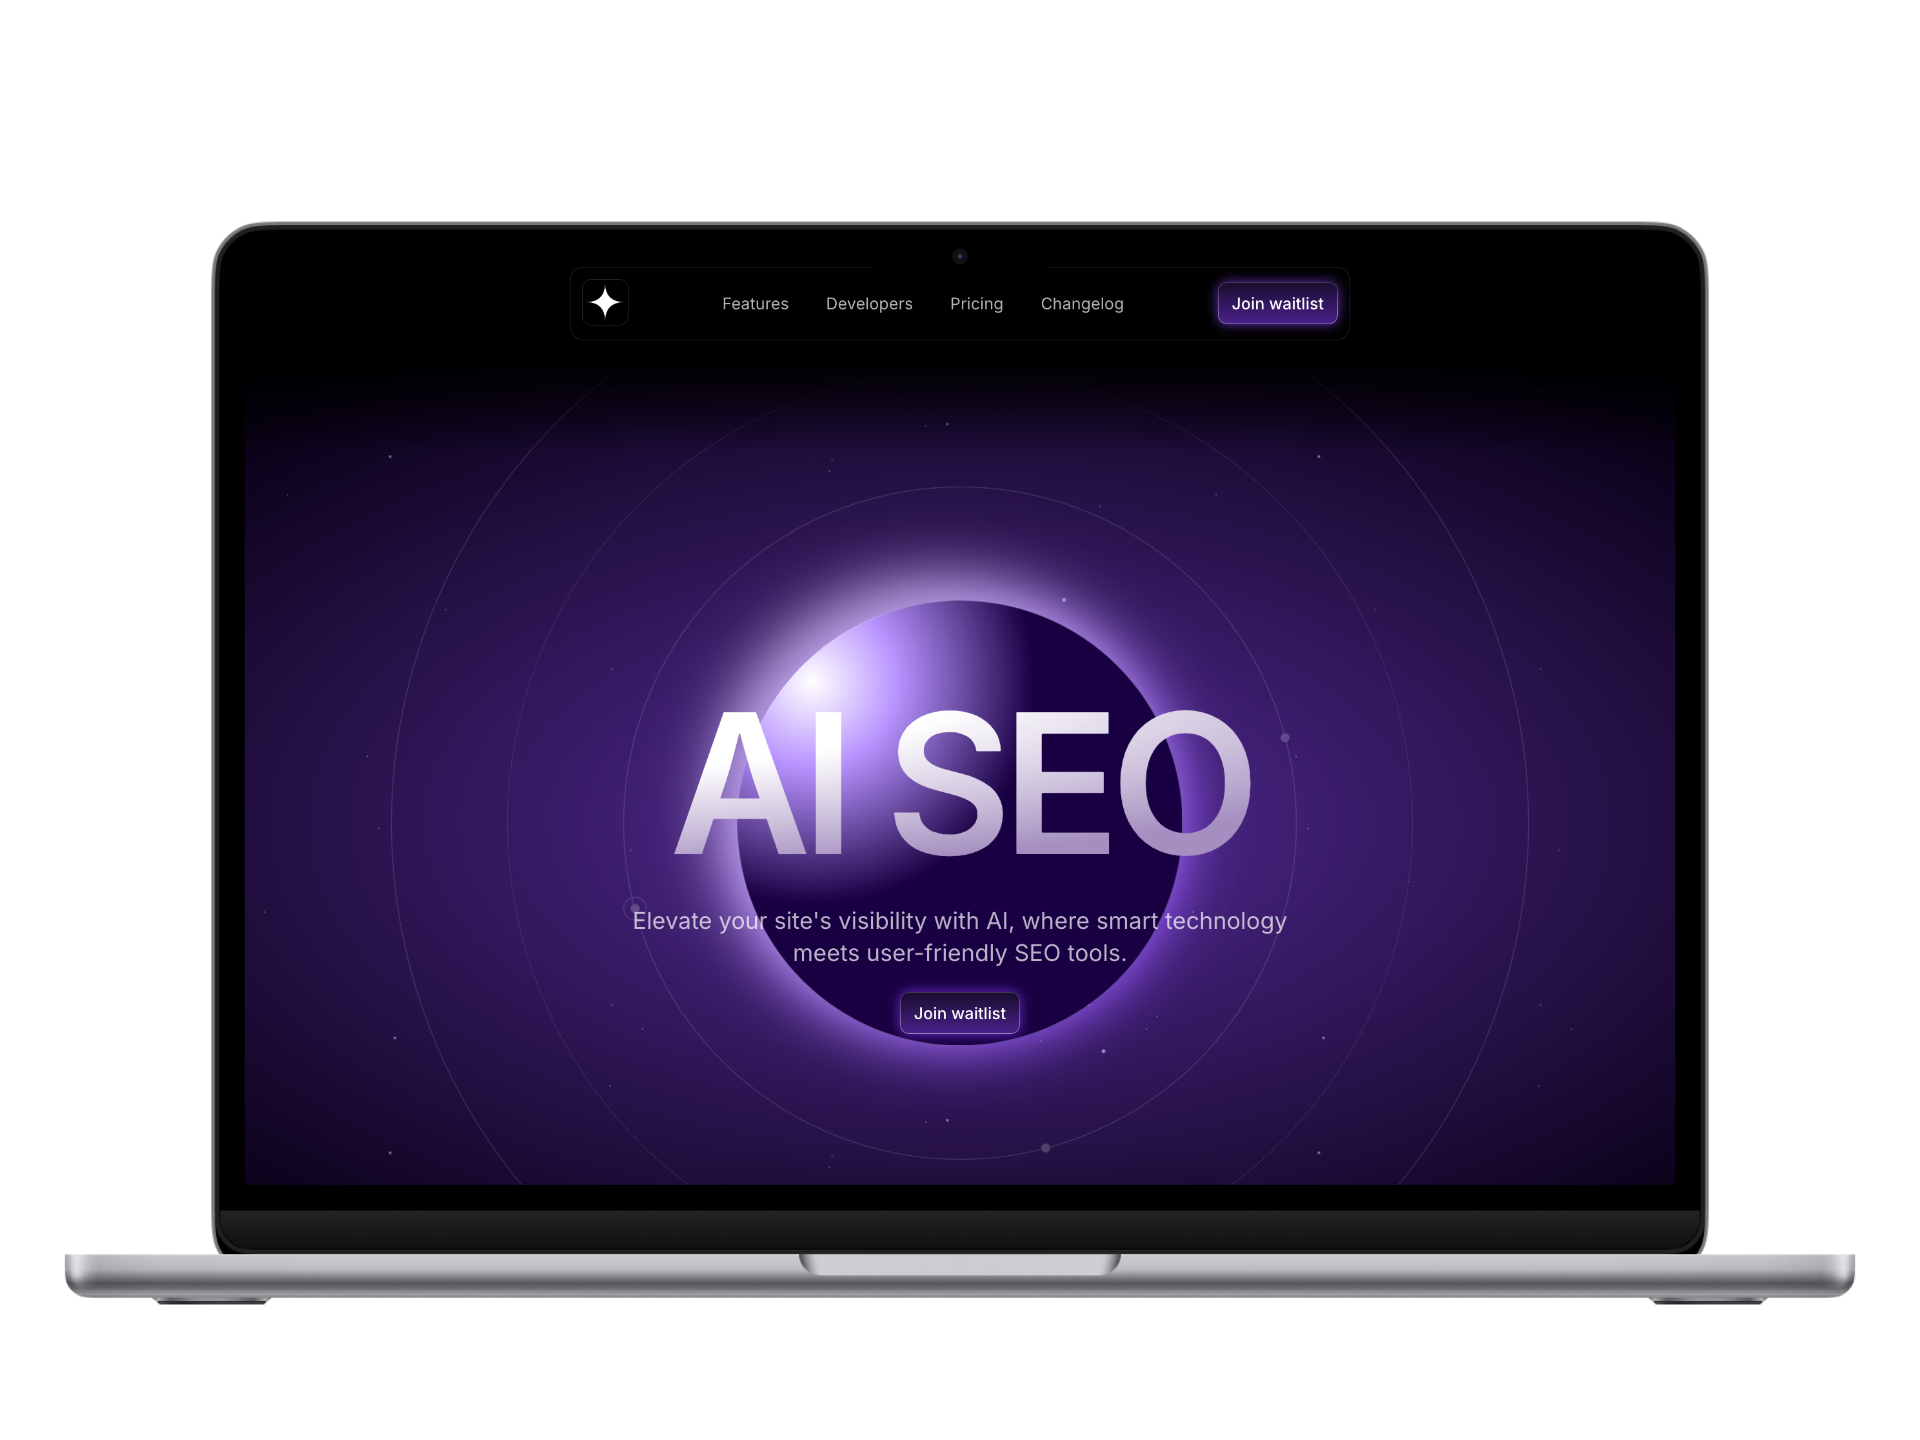 Features Developers Pricing Changelog Join waitlist
AI SEO
Elevate your site's visibility with AI, where smart technology
meets user-friendly SEO tools.
Join waitlist